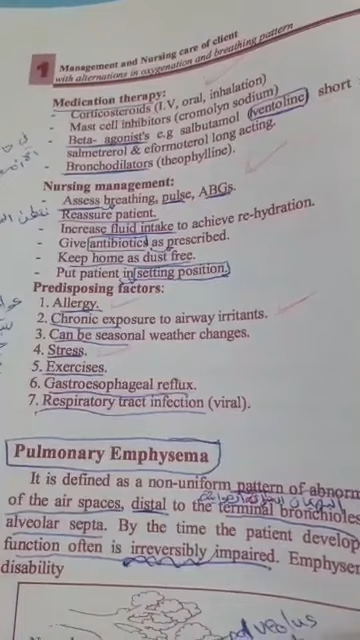 1
Management and Nursing care of client
with alternations in oxygenation and breathing pattern
Medication therapy:
- Corticosteroids (I.V, oral, inhalation)
- Mast cell inhibitors (cromolyn sodium)
- Beta- agonist's e.g salbutamol (ventoline) short
salmetrerol & eformoterol long acting.
- Bronchodilators (theophylline).
Nursing management:
- Assess breathing, pulse, ABGs.
- Reassure patient.
- Increase fluid intake to achieve re-hydration.
- Give antibiotics as prescribed.
- Keep home as dust free.
- Put patient in setting position.
Predisposing factors:
1. Allergy.
2. Chronic exposure to airway irritants.
3. Can be seasonal weather changes.
4. Stress.
5. Exercises.
6. Gastroesophageal reflux.
7. Respiratory tract infection (viral).
Pulmonary Emphysema
It is defined as a non-uniform pattern of abnorm
of the air spaces, distal to the terminal bronchioles
alveolar septa. By the time the patient develop
function often is irreversibly impaired. Emphyser
disability
alveolus